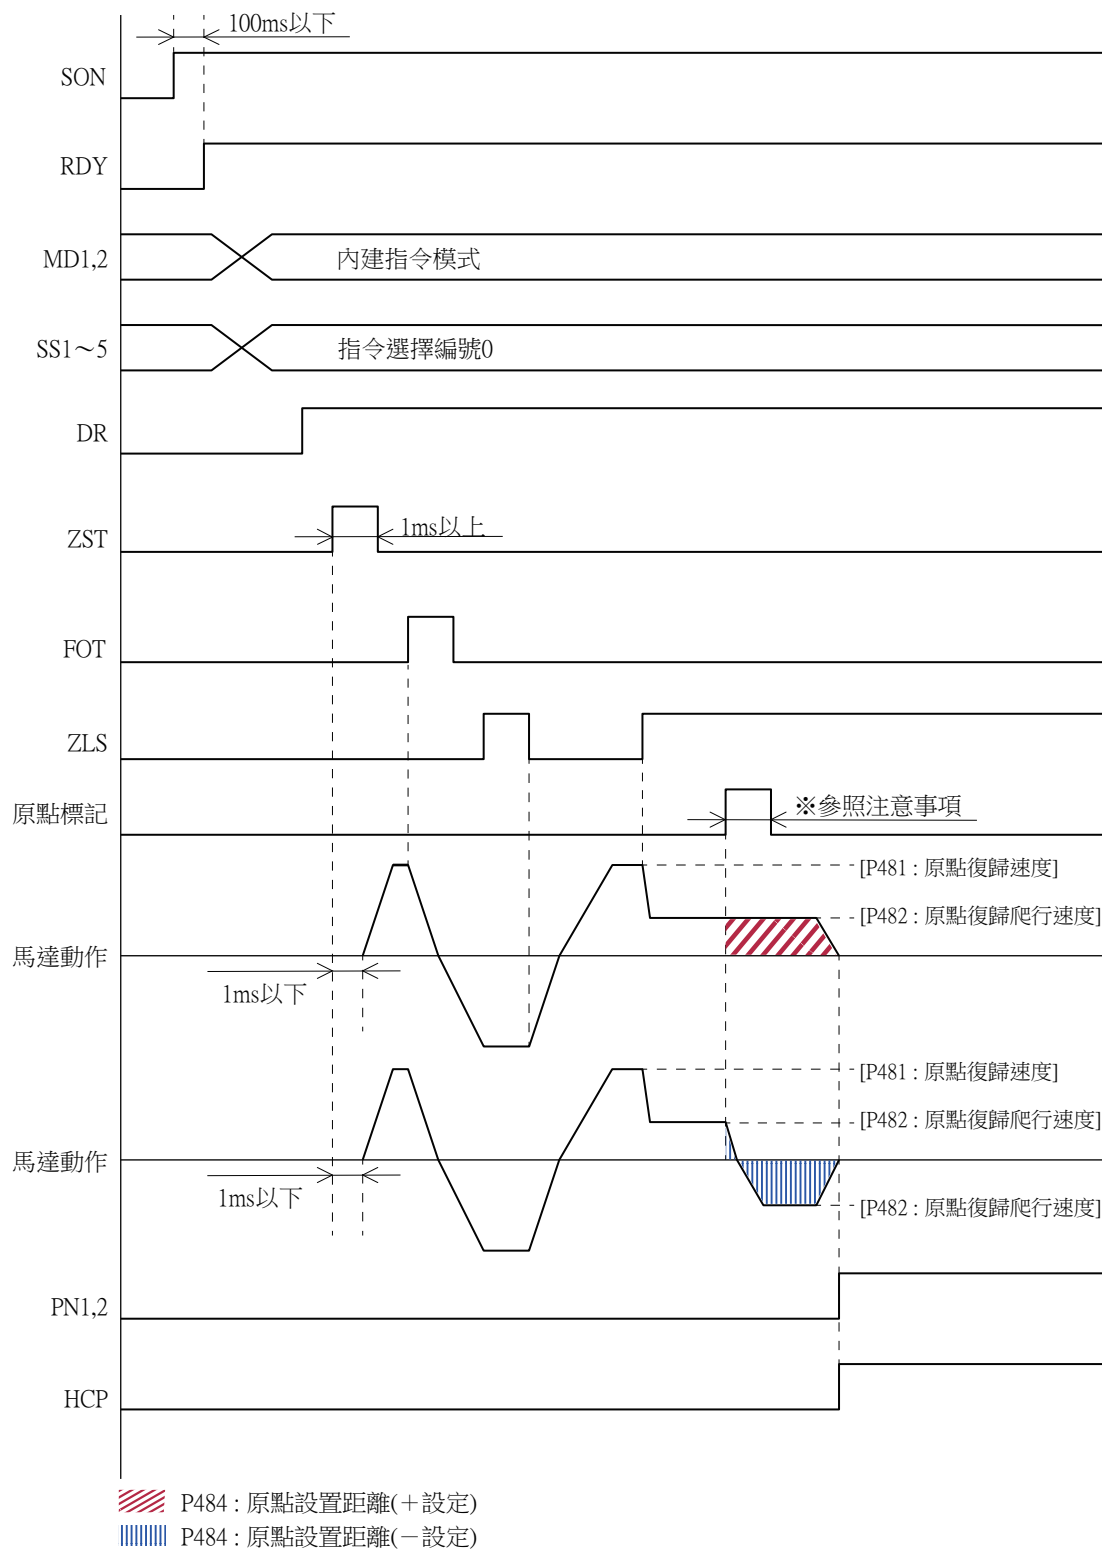 100ms以下
SON
RDY
MD1,2
內建指令模式
SS1～5
指令選擇編號0
DR
ZST
1ms以上
FOT
ZLS
原點標記
※參照注意事項
[P481 : 原點復歸速度]
[P482 : 原點復歸爬行速度]
馬達動作
1ms以下
[P481 : 原點復歸速度]
[P482 : 原點復歸爬行速度]
馬達動作
1ms以下
[P482 : 原點復歸爬行速度]
PN1,2
HCP
P484 : 原點設置距離(＋設定)
P484 : 原點設置距離(－設定)